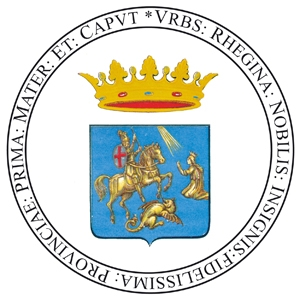 *VRBS: RHEGINA: NOBILIS: INSIGNIS: FIDELISSIMA: PROVINCIAE: PRIMA: MATER: ET: CAPVT